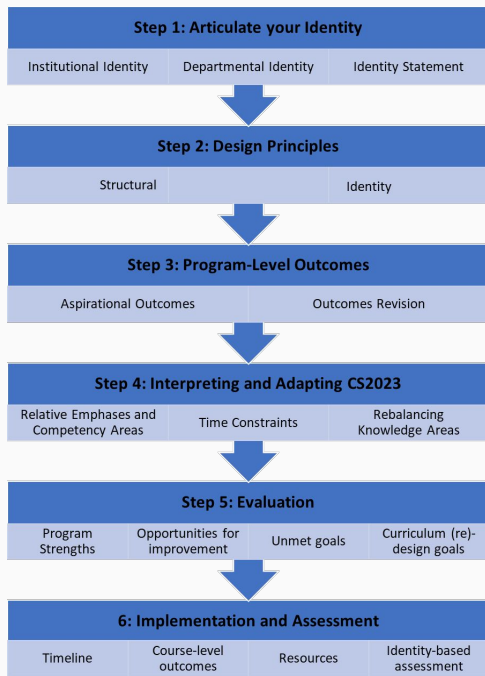 Step 1: Articulate your Identity
Institutional Identity
Departmental Identity
Identity Statement
Step 2: Design Principles
Structural
Identity
Step 3: Program-Level Outcomes
Aspirational Outcomes
Outcomes Revision
Step 4: Interpreting and Adapting CS2023
Relative Emphases and
Competency Areas
Time Constraints
Rebalancing
Knowledge Areas
Step 5: Evaluation
Program
Strengths
Opportunities for
improvement
Unmet goals
Curriculum (re)-
design goals
6: Implementation and Assessment
Timeline
Course-level
outcomes
Resources
Identity-based
assessment